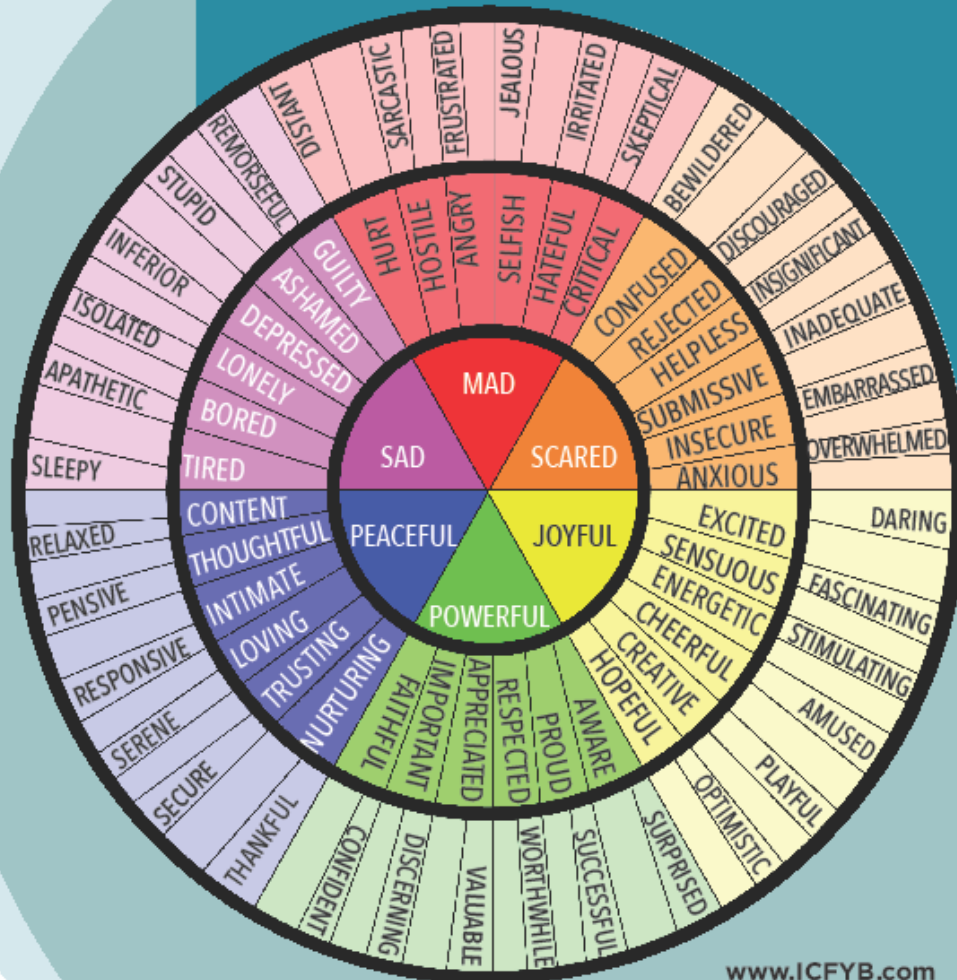 MAD
SCARED
JOYFUL
POWERFUL
PEACEFUL
SAD
HURT
HOSTILE
ANGRY
SELFISH
HATEFUL
CRITICAL
CONFUSED
REJECTED
HELPLESS
SUBMISSIVE
INSECURE
ANXIOUS
EXCITED
SENSUOUS
ENERGETIC
CHEERFUL
CREATIVE
HOPEFUL
AWARE
PROUD
RESPECTED
APPRECIATED
IMPORTANT
FAITHFUL
NURTURING
TRUSTING
LOVING
INTIMATE
THOUGHTFUL
CONTENT
TIRED
BORED
LONELY
DEPRESSED
ASHAMED
GUILTY
DISTANT
SARCASTIC
FRUSTRATED
JEALOUS
IRRITATED
SKEPTICAL
BEWILDERED
DISCOURAGED
INSIGNIFICANT
INADEQUATE
EMBARRASSED
OVERWHELMED
DARING
FASCINATING
STIMULATING
AMUSED
PLAYFUL
OPTIMISTIC
SURPRISED
SUCCESSFUL
WORTHWHILE
VALUABLE
DISCERNING
CONFIDENT
THANKFUL
SECURE
SERENE
RESPONSIVE
PENSIVE
RELAXED
SLEEPY
APATHETIC
ISOLATED
INFERIOR
STUPID
REMORSEFUL
www.ICFYB.com